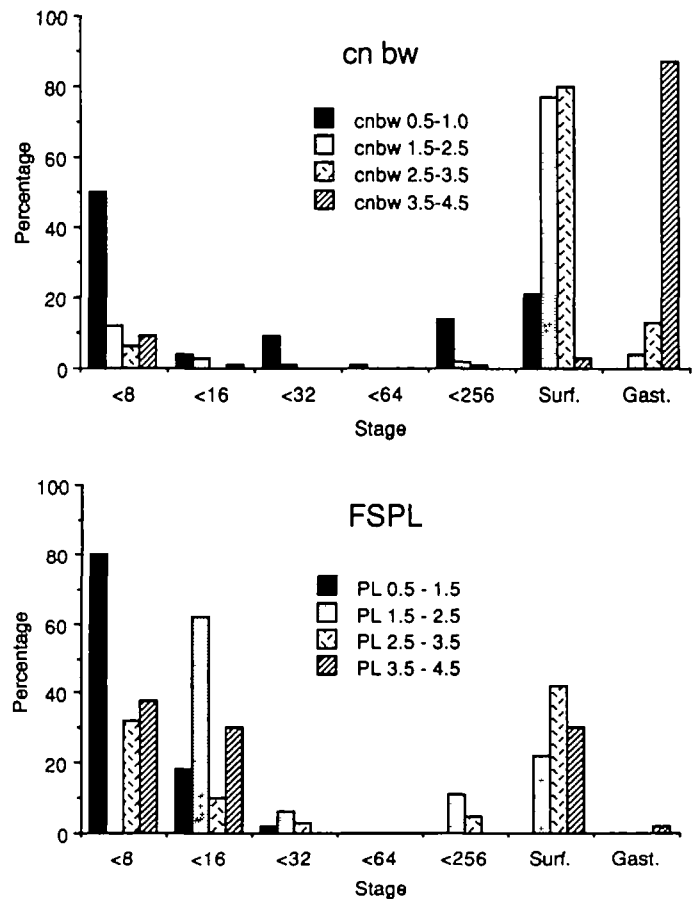 cn bw
cnbw 0.5-1.0
cnbw 1.5-2.5
cnbw 2.5-3.5
cnbw 3.5-4.5
Percentage
100
80
60
40
20
0
<8 <16 <32 <64 <256 Surf. Gast.
Stage
FSPL
PL 0.5 - 1.5
PL 1.5 - 2.5
PL 2.5 - 3.5
PL 3.5 - 4.5
Percentage
100
80
60
40
20
0
<8 <16 <32 <64 <256 Surf. Gast.
Stage